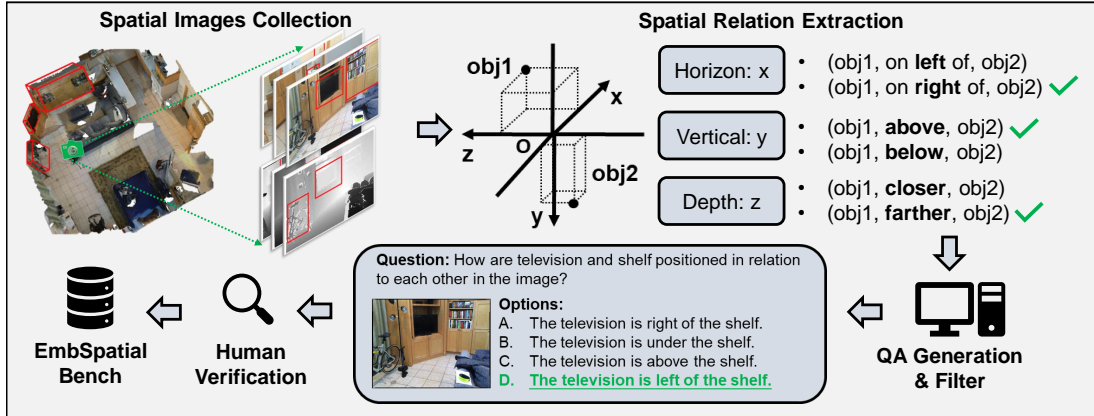 Spatial Images Collection
Spatial Relation Extraction
obj1
x
z
o
obj2
y
Horizon: x
• (obj1, on left of, obj2)
• (obj1, on right of, obj2)
Vertical: y
• (obj1, above, obj2)
• (obj1, below, obj2)
Depth: z
• (obj1, closer, obj2)
• (obj1, farther, obj2)
QA Generation
& Filter
Question: How are television and shelf positioned in relation
to each other in the image?
Options:
A. The television is right of the shelf.
B. The television is under the shelf.
C. The television is above the shelf.
D. The television is left of the shelf.
Human
Verification
EmbSpatial
Bench